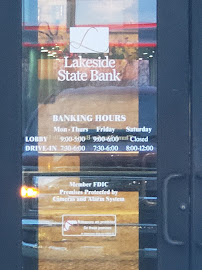 Lakeside
State Bank
BANKING HOURS
Mon-Thurs Friday Saturday
LOBBY 9:00-5:00 9:00-6:00 Closed
DRIVE-IN 7:30-6:00 7:30-6:00 8:00-12:00
Member FDIC
Premises Protected by
Cameras and Alarm System